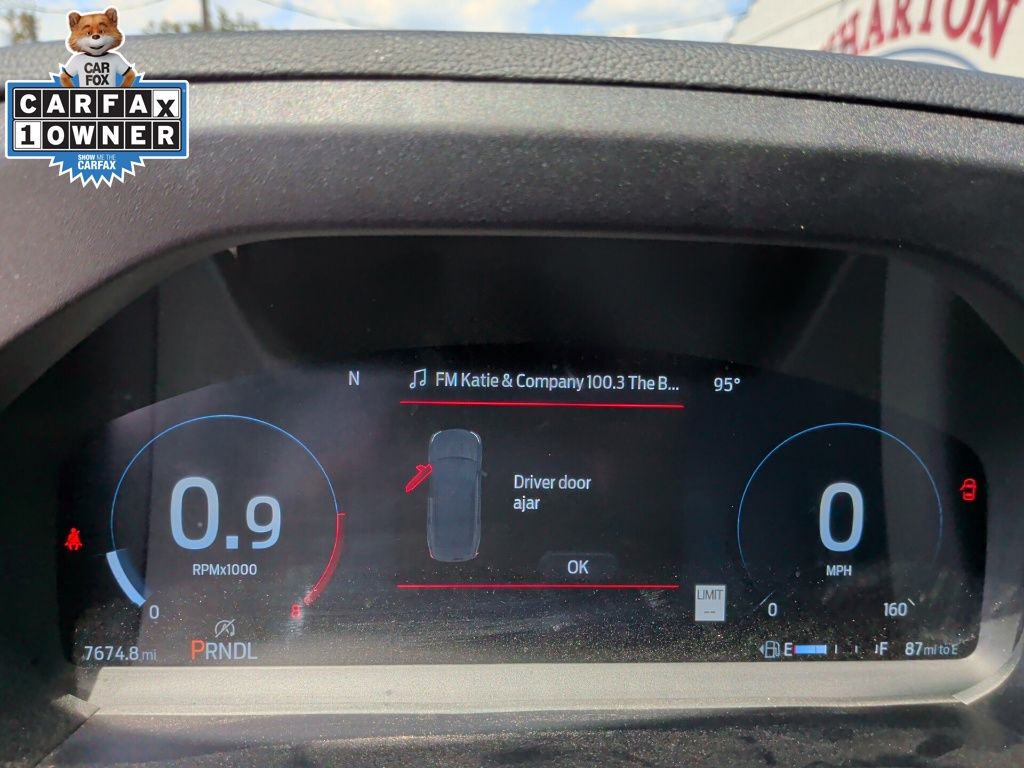 HARTON
CAR
FOX
CARFAX
1 OWNER
SHOW ME THE
CARFAX
N
FM Katie & Company 100.3 The B...
95°
Driver door
ajar
OK
0.9
RPMx1000
0
8
0
MPH
0
160
LIMIT
--
7674.8 mi
PRNDL
E
F
87 mi to E